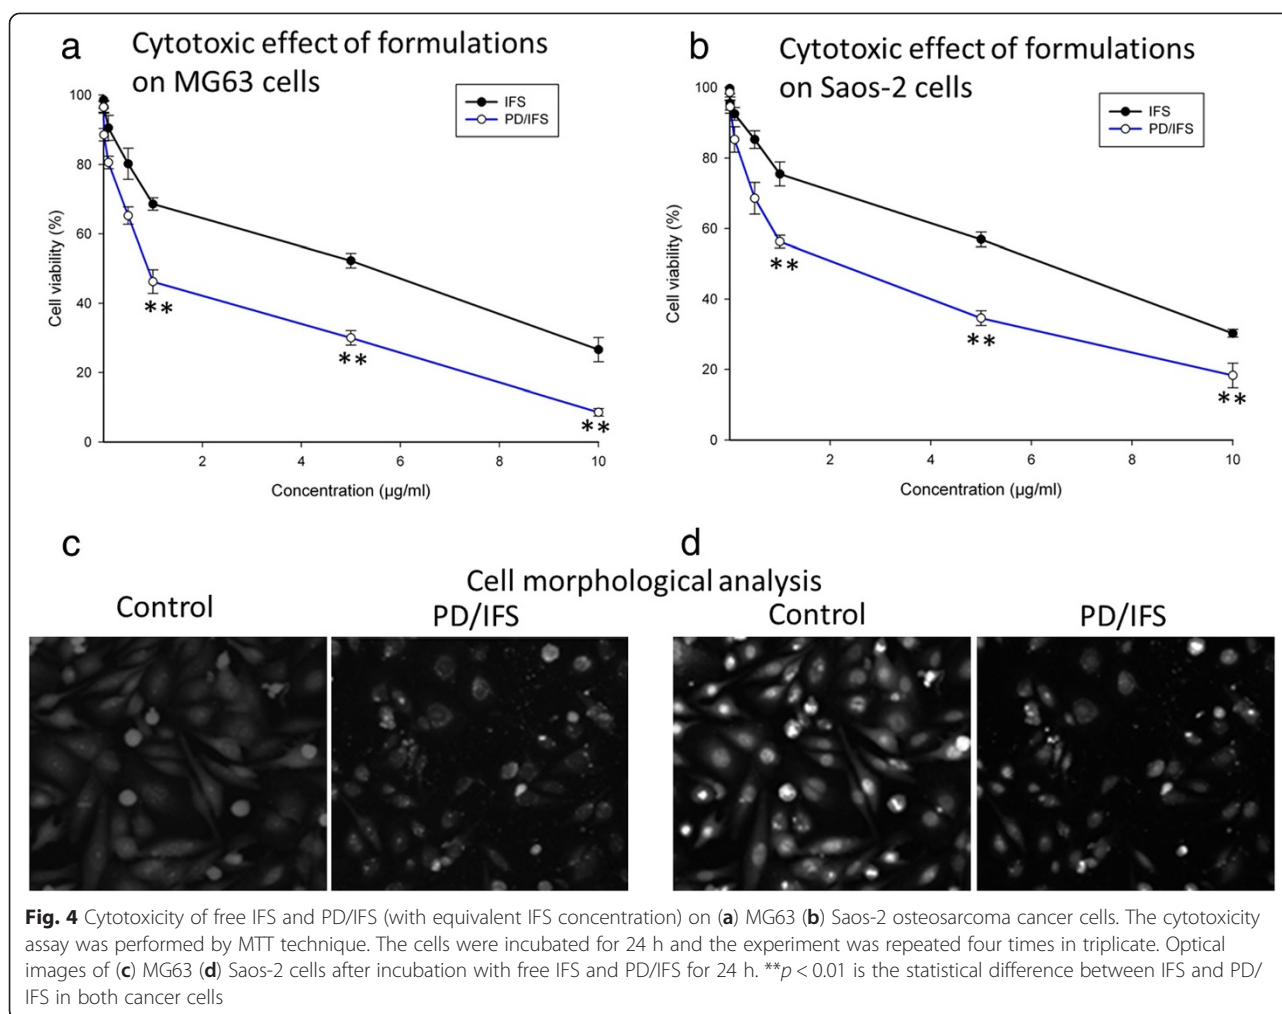 a
Cytotoxic effect of formulations
on MG63 cells
IFS
PD/IFS
100
80
60
40
20
0
Cell viability (%)
2
4
6
8
10
Concentration (µg/ml)
**
**
**
b
Cytotoxic effect of formulations
on Saos-2 cells
IFS
PD/IFS
100
80
60
40
20
0
Cell viability (%)
2
4
6
8
10
Concentration (µg/ml)
**
**
**
c
d
Cell morphological analysis
Control
PD/IFS
Control
PD/IFS
Fig. 4 Cytotoxicity of free IFS and PD/IFS (with equivalent IFS concentration) on (a) MG63 (b) Saos-2 osteosarcoma cancer cells. The cytotoxicity
assay was performed by MTT technique. The cells were incubated for 24 h and the experiment was repeated four times in triplicate. Optical
images of (c) MG63 (d) Saos-2 cells after incubation with free IFS and PD/IFS for 24 h. **p < 0.01 is the statistical difference between IFS and PD/
IFS in both cancer cells